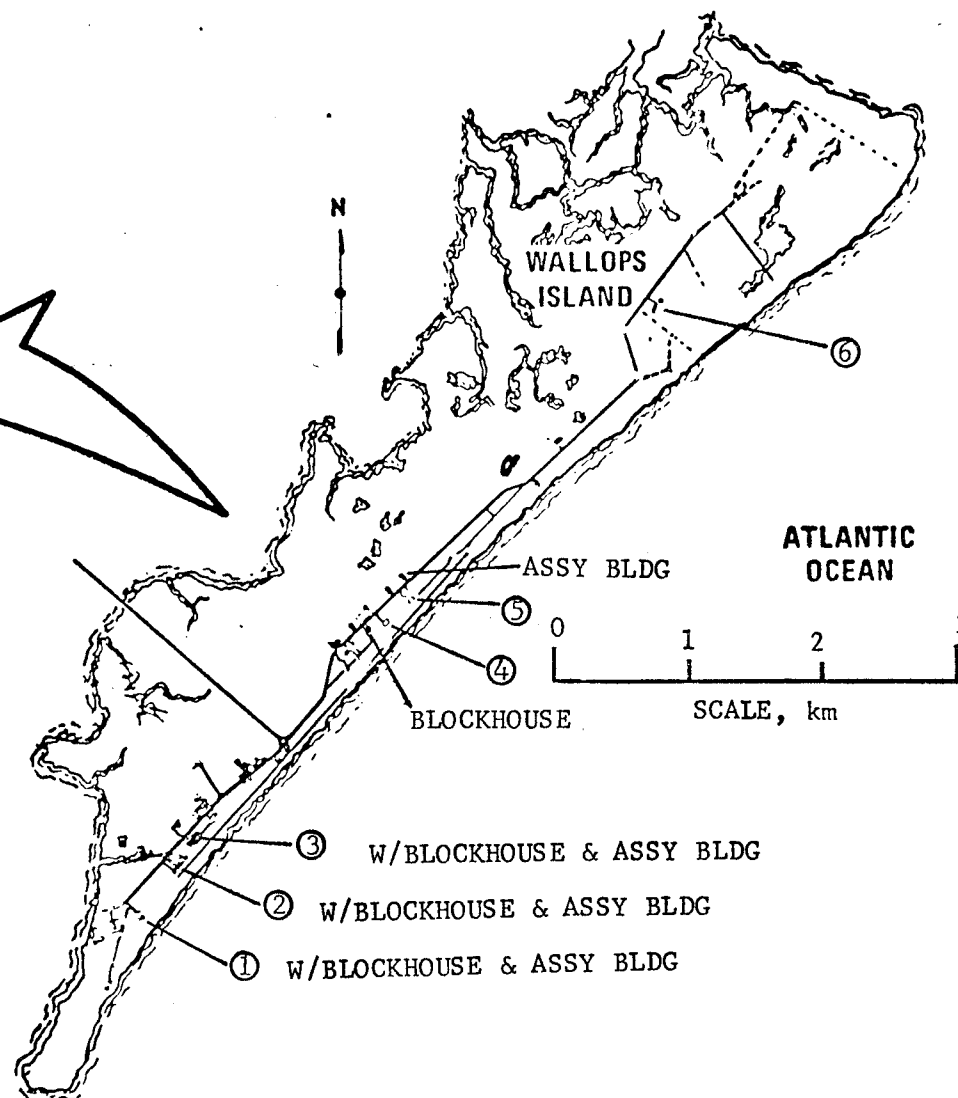 N
WALLOPS
ISLAND
⑥
ATLANTIC
OCEAN
ASSY BLDG
⑤
④
BLOCKHOUSE
0 1 2
SCALE, km
③ W/BLOCKHOUSE & ASSY BLDG
② W/BLOCKHOUSE & ASSY BLDG
① W/BLOCKHOUSE & ASSY BLDG